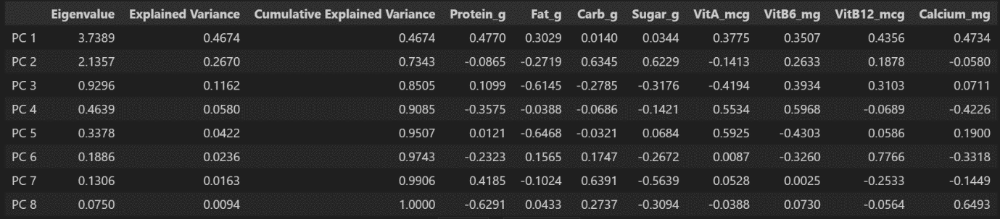 Eigenvalue Explained Variance Cumulative Explained Variance Protein_g Fat_g Carb_g Sugar_g VitA_mcg VitB6_mg VitB12_mcg Calcium_mg
PC 1 3.7389 0.4674 0.4674 0.4770 0.3029 0.0140 0.0344 0.3775 0.3507 0.4356 0.4734
PC 2 2.1357 0.2670 0.7343 -0.0865 -0.2719 0.6345 0.6229 -0.1413 0.2633 0.1878 -0.0580
PC 3 0.9296 0.1162 0.8505 0.1099 -0.6145 -0.2785 -0.3176 -0.4194 0.3934 0.3103 0.0711
PC 4 0.4639 0.0580 0.9085 -0.3575 -0.0388 -0.0686 -0.1421 0.5534 0.5968 -0.0689 -0.4226
PC 5 0.3378 0.0422 0.9507 0.0121 -0.6468 -0.0321 0.0684 0.5925 -0.4303 0.0586 0.1900
PC 6 0.1886 0.0236 0.9743 -0.2323 0.1565 0.1747 -0.2672 0.0087 -0.3260 0.7766 -0.3318
PC 7 0.1306 0.0163 0.9906 0.4185 -0.1024 0.6391 -0.5639 0.0528 0.0025 -0.2533 -0.1449
PC 8 0.0750 0.0094 1.0000 -0.6291 0.0433 0.2737 -0.3094 -0.0388 0.0730 -0.0564 0.6493